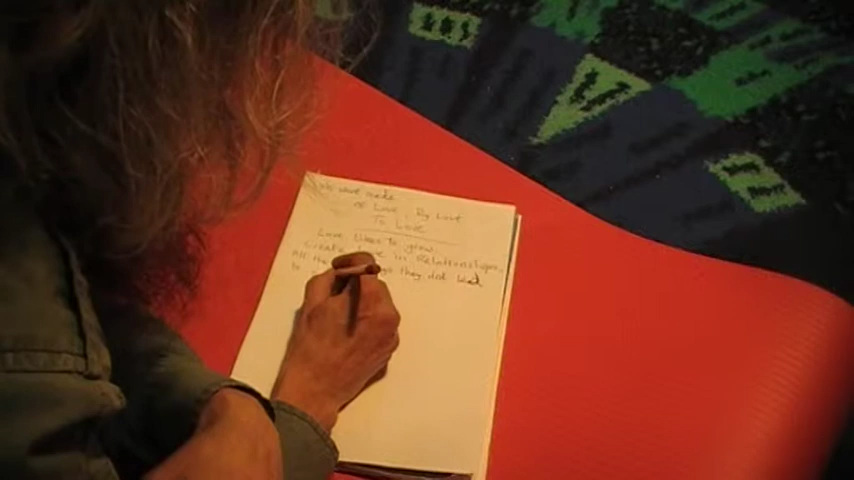 We were made
of Love, By Love
To Love
Love likes to grow.
Create Love in Relationships,
All the they did